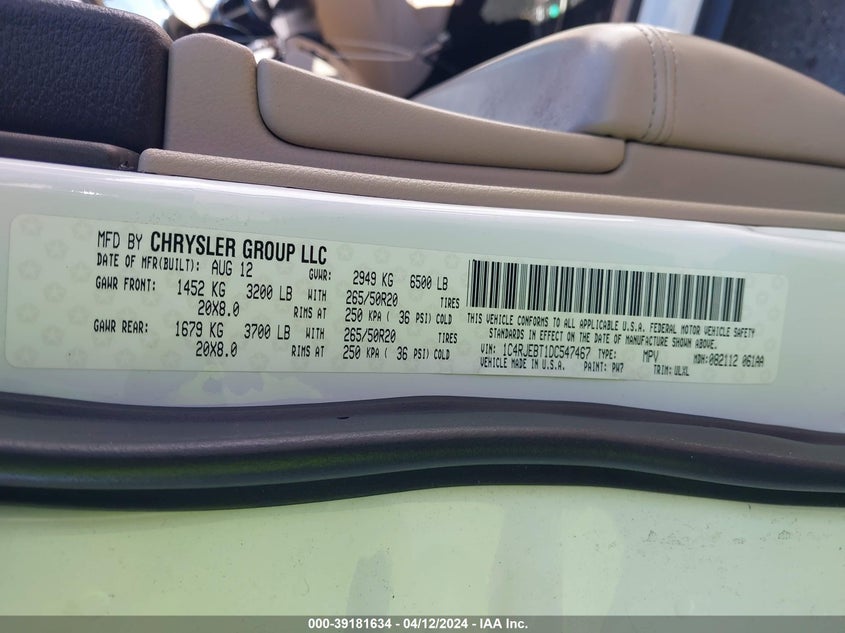 MFD BY CHRYSLER GROUP LLC
DATE OF MFR(BUILT): AUG 12 GVWR: 2949 KG 6500 LB
GAWR FRONT: 1452 KG 3200 LB WITH 265/50R20 TIRES
20X8.0 RIMS AT 250 KPA ( 36 PSI) COLD
GAWR REAR: 1679 KG 3700 LB WITH 265/50R20 TIRES
20X8.0 RIMS AT 250 KPA ( 36 PSI) COLD
THIS VEHICLE CONFORMS TO ALL APPLICABLE U.S.A. FEDERAL MOTOR VEHICLE SAFETY
STANDARDS IN EFFECT ON THE DATE OF MANUFACTURE SHOWN ABOVE.
VIN: 1C4RJEBT1DC547467 TYPE: MPV MDH: 082112 061AA
VEHICLE MADE IN U.S.A. PAINT: PW7 TRIM: ULXL
000-39181634 - 04/12/2024 - IAA Inc.